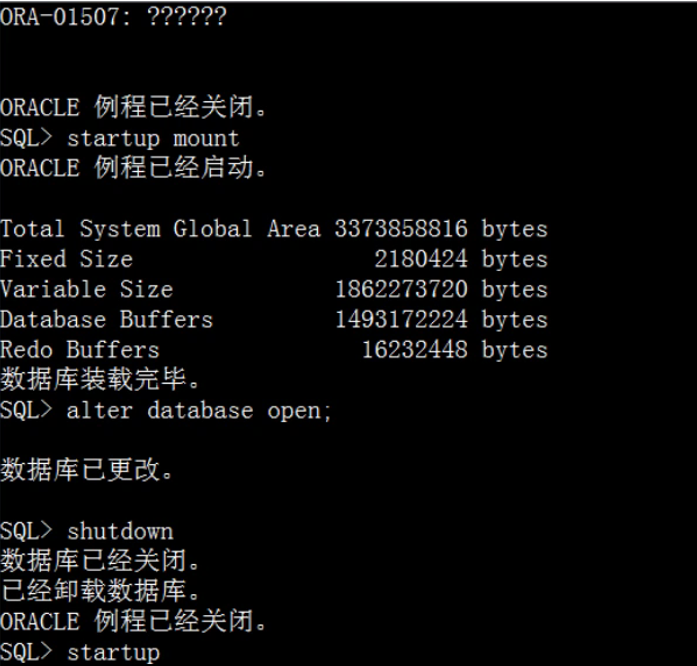 ORA-01507: ??????
ORACLE 例程已经关闭。
SQL> startup mount
ORACLE 例程已经启动。
Total System Global Area 3373858816 bytes
Fixed Size 2180424 bytes
Variable Size 1862273720 bytes
Database Buffers 1493172224 bytes
Redo Buffers 16232448 bytes
数据库装载完毕。
SQL> alter database open;
数据库已更改。
SQL> shutdown
数据库已经关闭。
已经卸载数据库。
ORACLE 例程已经关闭。
SQL> startup